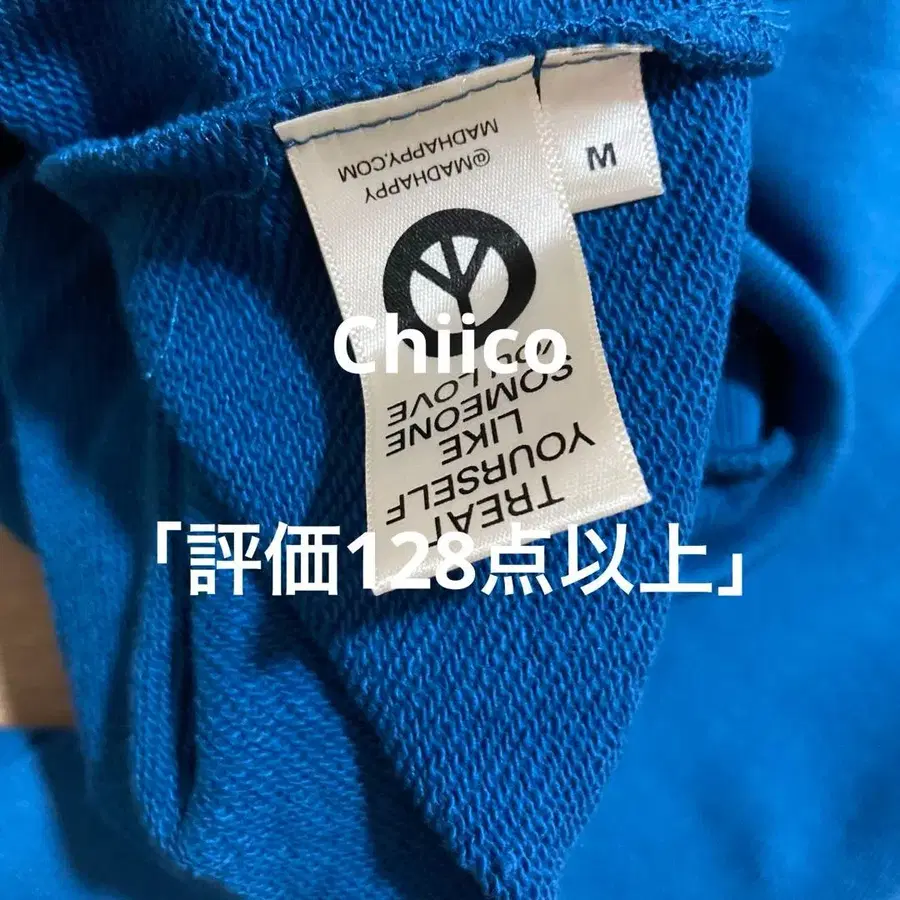 M
TREAT
YOURSELF
LIKE
SOMEONE
YOU LOVE
@MADHAPPY
MADHAPPY.COM
Chiico
「評価128点以上」